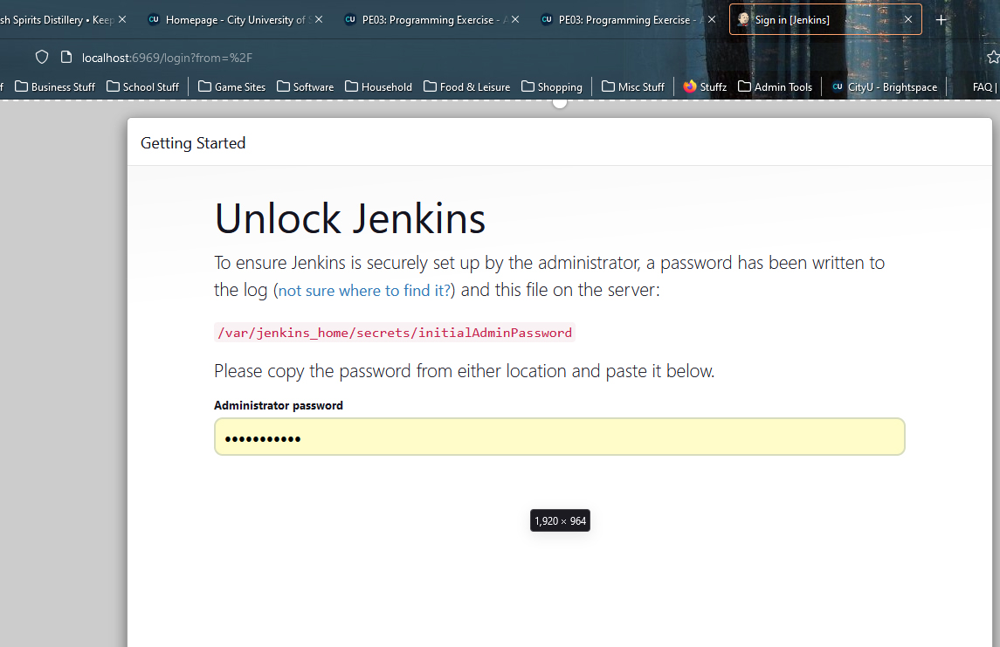 sh Spirits Distillery • Keep
Homepage - City University of S
PE03: Programming Exercise - A
PE03: Programming Exercise - A
Sign in [Jenkins]
localhost:6969/login?from=%2F
f
Business Stuff
School Stuff
Game Sites
Software
Household
Food & Leisure
Shopping
Misc Stuff
Stuffz
Admin Tools
CU
CityU - Brightspace
FAQ |
Getting Started
Unlock Jenkins
To ensure Jenkins is securely set up by the administrator, a password has been written to
the log (not sure where to find it?) and this file on the server:
/var/jenkins_home/secrets/initialAdminPassword
Please copy the password from either location and paste it below.
Administrator password
•••••••••••
1,920 × 964